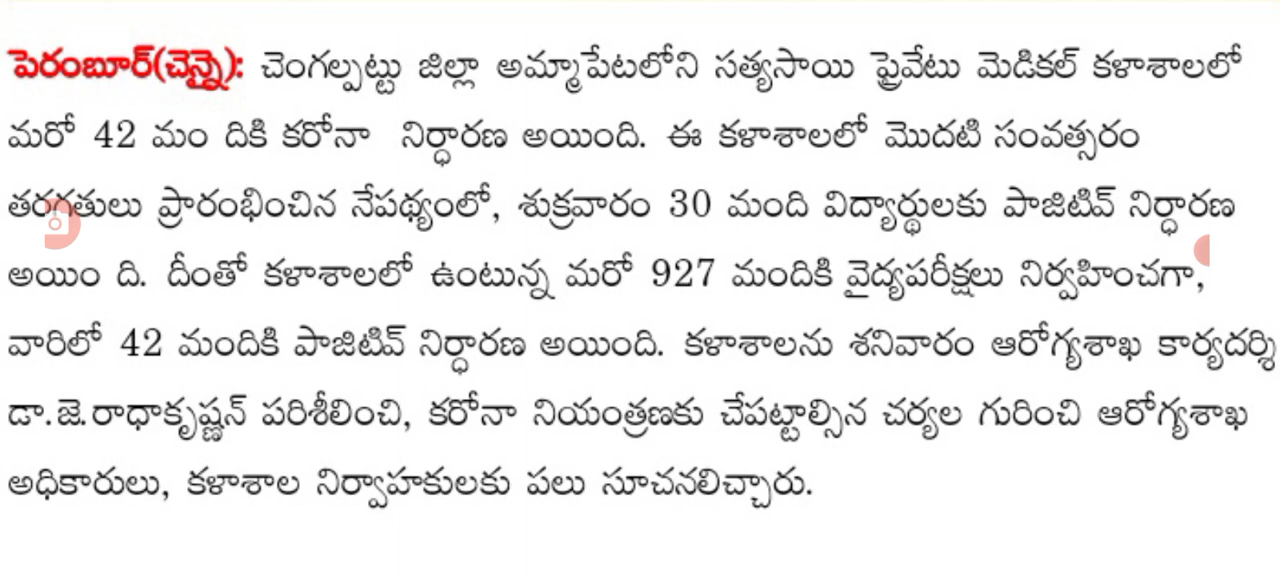 పెరంబూర్(చెన్నై): చెంగల్పట్టు జిల్లా అమ్మాపేటలోని సత్యసాయి ప్రైవేటు మెడికల్ కళాశాలలో
మరో 42 మం దికి కరోనా నిర్ధారణ అయింది. ఈ కళాశాలలో మొదటి సంవత్సరం
తరగతులు ప్రారంభించిన నేపథ్యంలో, శుక్రవారం 30 మంది విద్యార్థులకు పాజిటివ్ నిర్ధారణ
అయిం ది. దీంతో కళాశాలలో ఉంటున్న మరో 927 మందికి వైద్యపరీక్షలు నిర్వహించగా,
వారిలో 42 మందికి పాజిటివ్ నిర్ధారణ అయింది. కళాశాలను శనివారం ఆరోగ్యశాఖ కార్యదర్శి
డా.జె.రాధాకృష్ణన్ పరిశీలించి, కరోనా నియంత్రణకు చేపట్టాల్సిన చర్యల గురించి ఆరోగ్యశాఖ
అధికారులు, కళాశాల నిర్వాహకులకు పలు సూచనలిచ్చారు.